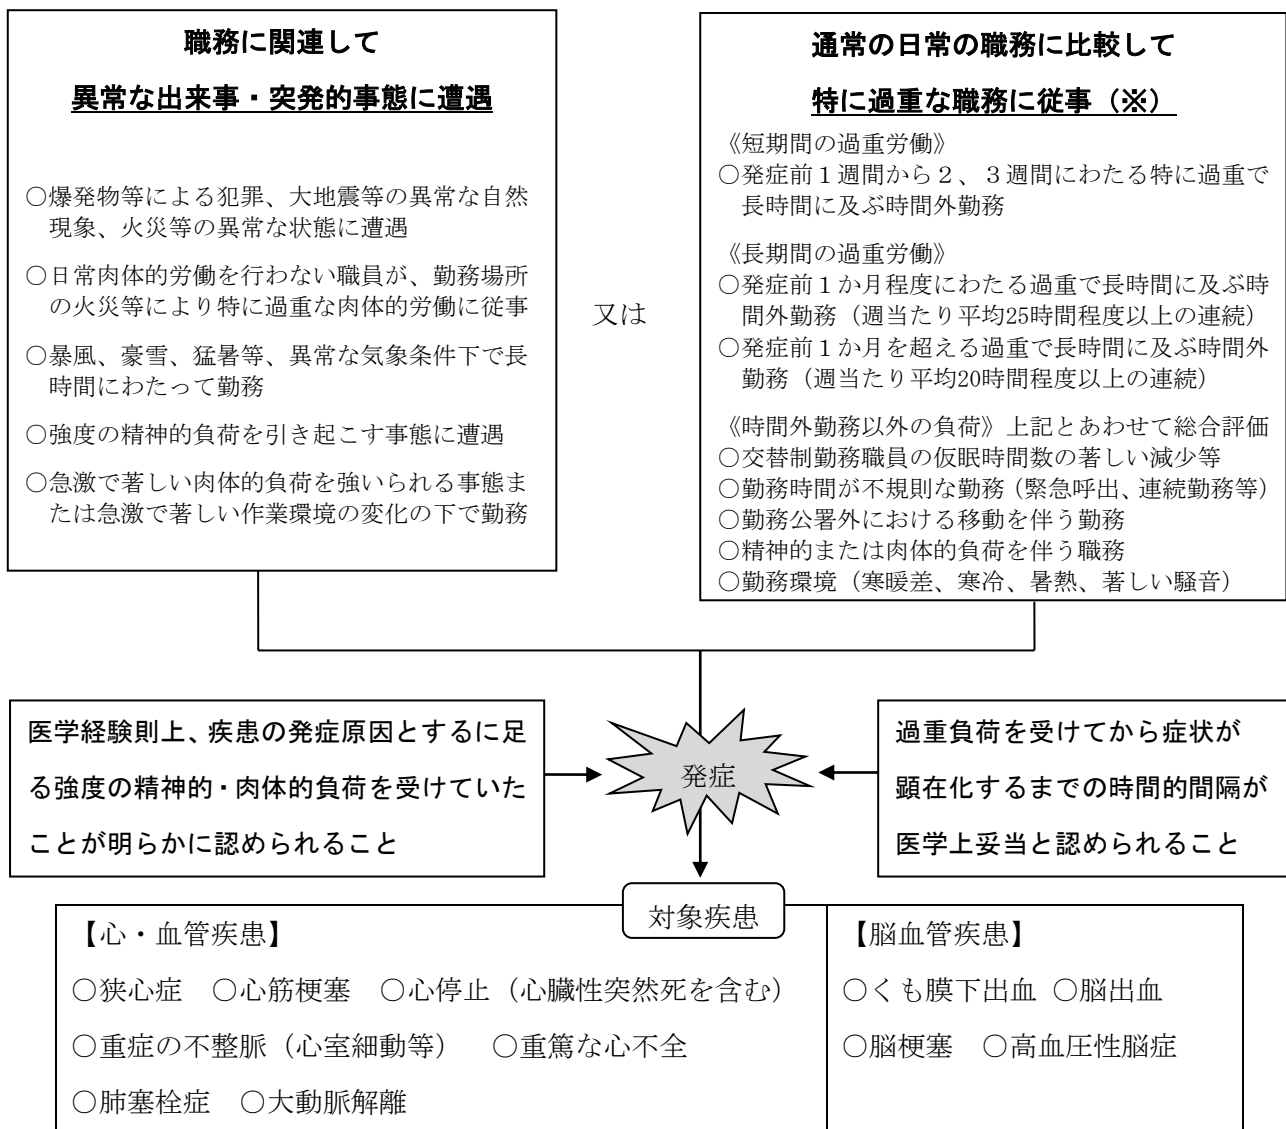 職務に関連して
異常な出来事・突発的事態に遭遇
○爆発物等による犯罪、大地震等の異常な自然
現象、火災等の異常な状態に遭遇
○日常肉体的労働を行わない職員が、勤務場所
の火災等により特に過重な肉体的労働に従事
○暴風、豪雪、猛暑等、異常な気象条件下で長
時間にわたって勤務
○強度の精神的負荷を引き起こす事態に遭遇
○急激で著しい肉体的負荷を強いられる事態ま
たは急激で著しい作業環境の変化の下で勤務
又は
通常の日常の職務に比較して
特に過重な職務に従事（※）
《短期間の過重労働》
○発症前１週間から２、３週間にわたる特に過重で
長時間に及ぶ時間外勤務
《長期間の過重労働》
○発症前１か月程度にわたる過重で長時間に及ぶ時
間外勤務（週当たり平均25時間程度以上の連続）
○発症前１か月を超える過重で長時間に及ぶ時間外
勤務（週当たり平均20時間程度以上の連続）
《時間外勤務以外の負荷》上記とあわせて総合評価
○交替制勤務職員の仮眠時間数の著しい減少等
○勤務時間が不規則な勤務（緊急呼出、連続勤務等）
○勤務公署外における移動を伴う勤務
○精神的または肉体的負荷を伴う職務
○勤務環境（寒暖差、寒冷、暑熱、著しい騒音）
医学経験則上、疾患の発症原因とするに足
る強度の精神的・肉体的負荷を受けていた
ことが明らかに認められること
発症
過重負荷を受けてから症状が
顕在化するまでの時間的間隔が
医学上妥当と認められること
対象疾患
【心・血管疾患】
○狭心症　○心筋梗塞　○心停止（心臓性突然死を含む）
○重症の不整脈（心室細動等）　○重篤な心不全
○肺塞栓症　○大動脈解離
【脳血管疾患】
○くも膜下出血 ○脳出血
○脳梗塞　○高血圧性脳症